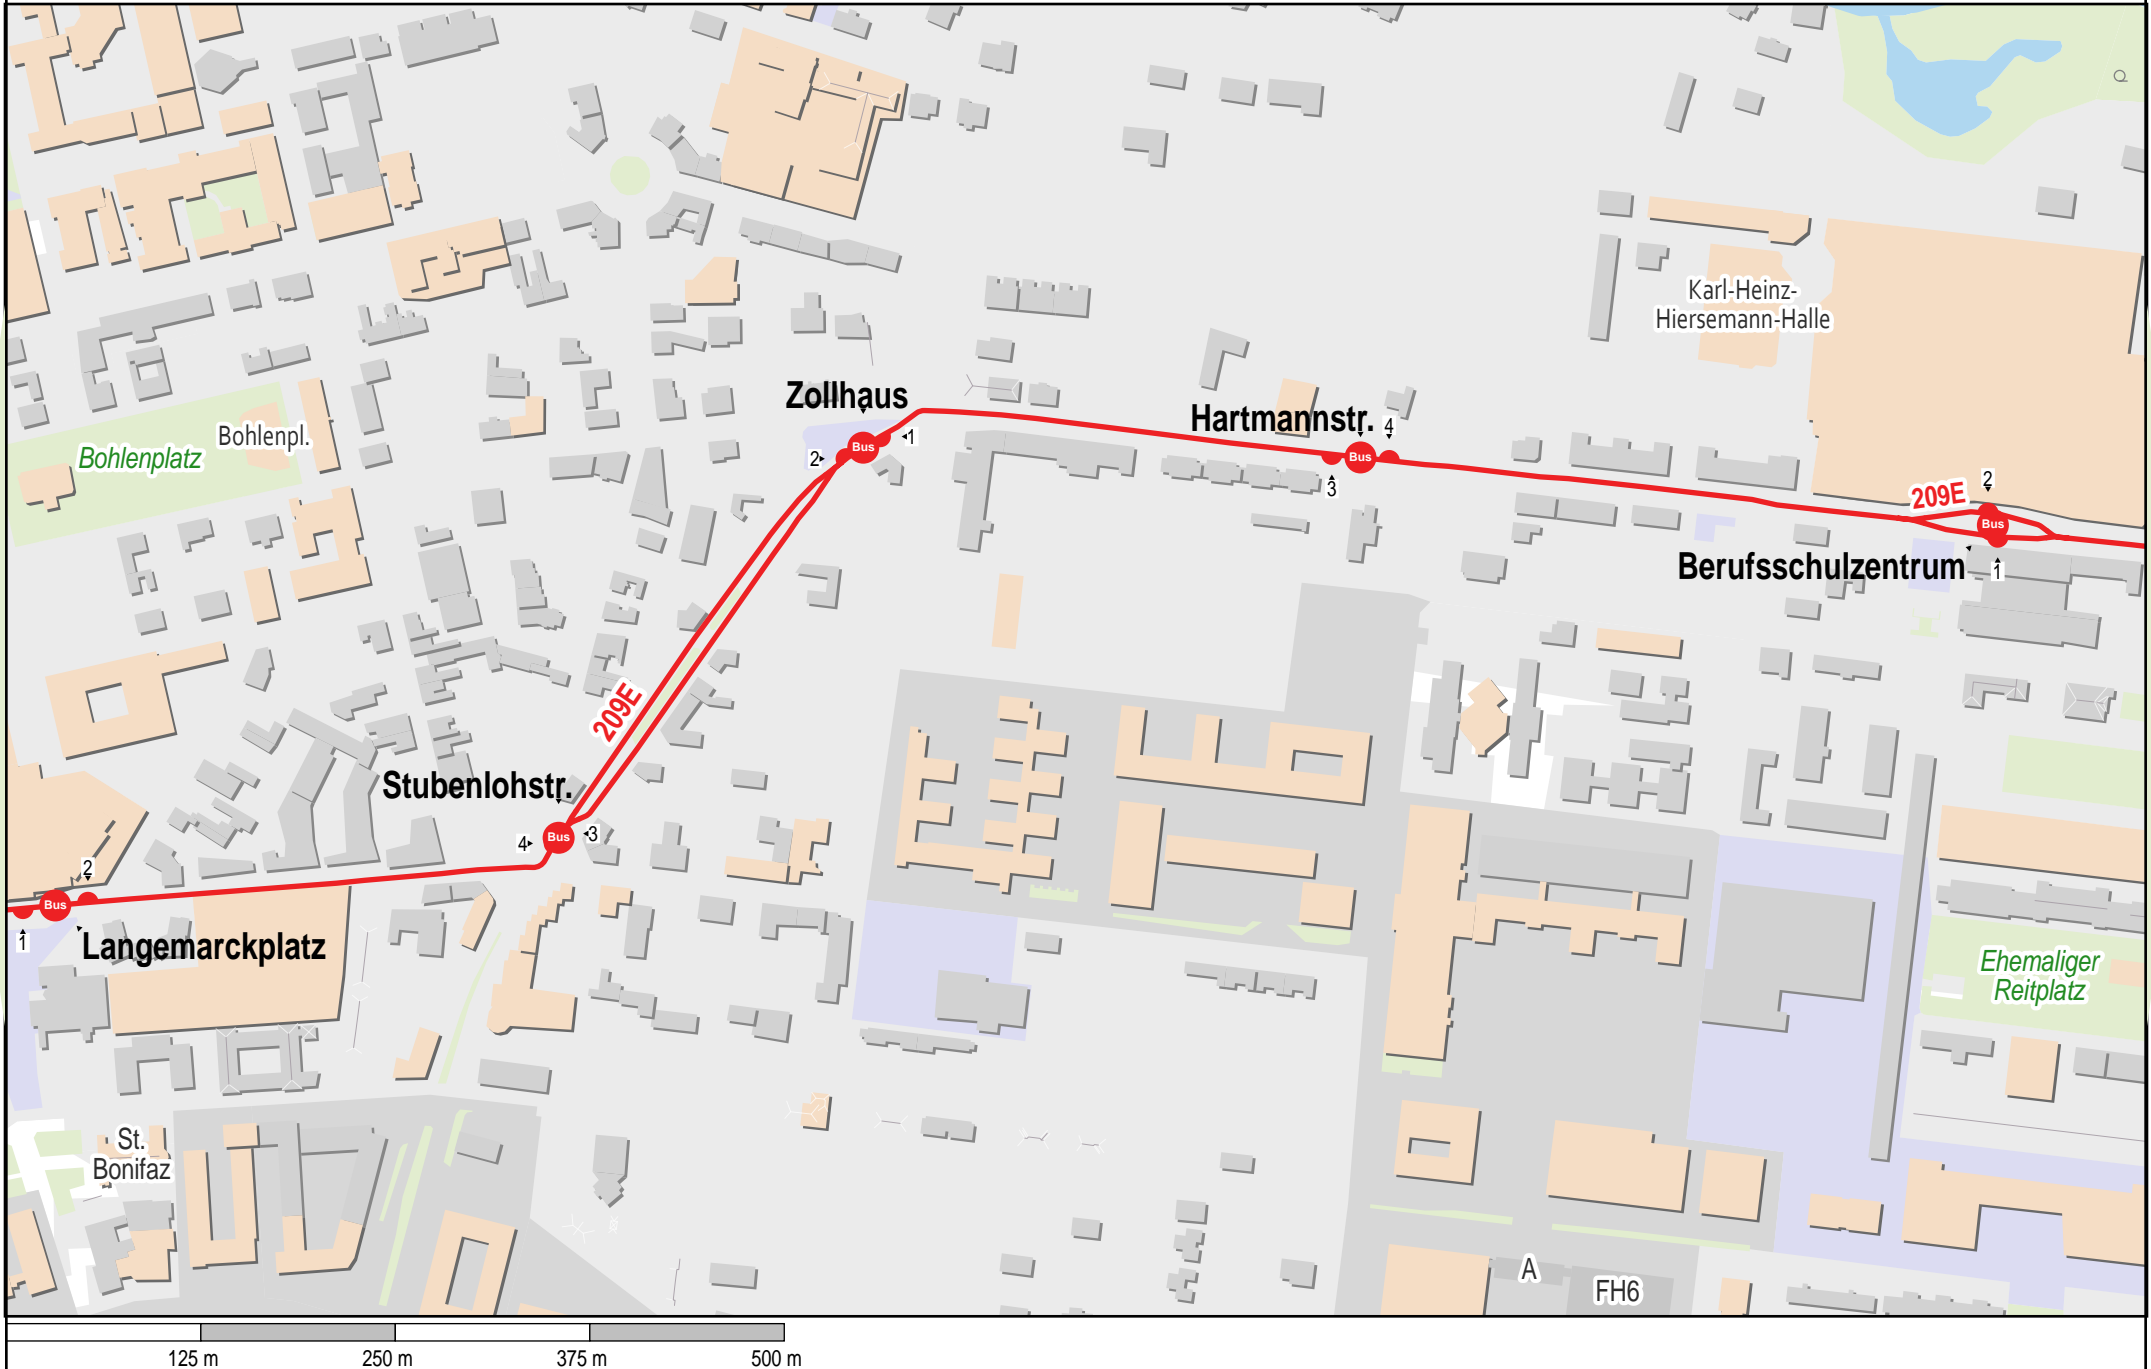 Karl-Heinz-
Hiersemann-Halle
Zollhaus
Bus
1
2
Hartmannstr.
4
Bus
3
Bohlenpl.
Bohlenplatz
209E
2
Bus
Berufsschulzentrum
1
209E
Stubenlohstr.
4
Bus
3
2
Bus
1
Langemarckplatz
Ehemaliger
Reitplatz
St.
Bonifaz
A
FH6
125 m
250 m
375 m
500 m